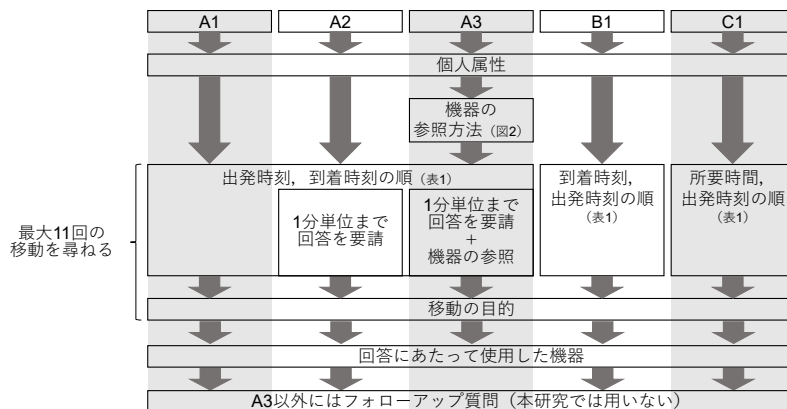 A1 A2 A3 B1 C1
個人属性
機器の
参照方法(図2)
出発時刻,到着時刻の順(表1)
1分単位まで
回答を要請
1分単位まで
回答を要請
+
機器の参照
到着時刻,
出発時刻の順
(表1)
所要時間,
出発時刻の順
(表1)
最大11回の
移動を尋ねる
移動の目的
回答にあたって使用した機器
A3以外にはフォローアップ質問(本研究では用いない)